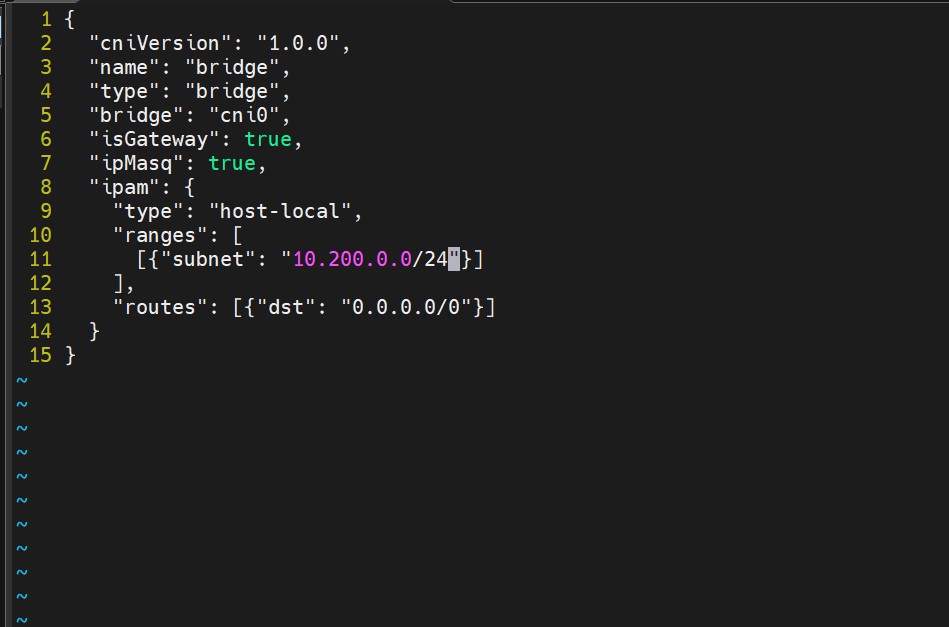 1 {
2   "cniVersion": "1.0.0",
3   "name": "bridge",
4   "type": "bridge",
5   "bridge": "cni0",
6   "isGateway": true,
7   "ipMasq": true,
8   "ipam": {
9     "type": "host-local",
10     "ranges": [
11       [{"subnet": "10.200.0.0/24"}]
12     ],
13     "routes": [{"dst": "0.0.0.0/0"}]
14   }
15 }
~
~
~
~
~
~
~
~
~
~
~